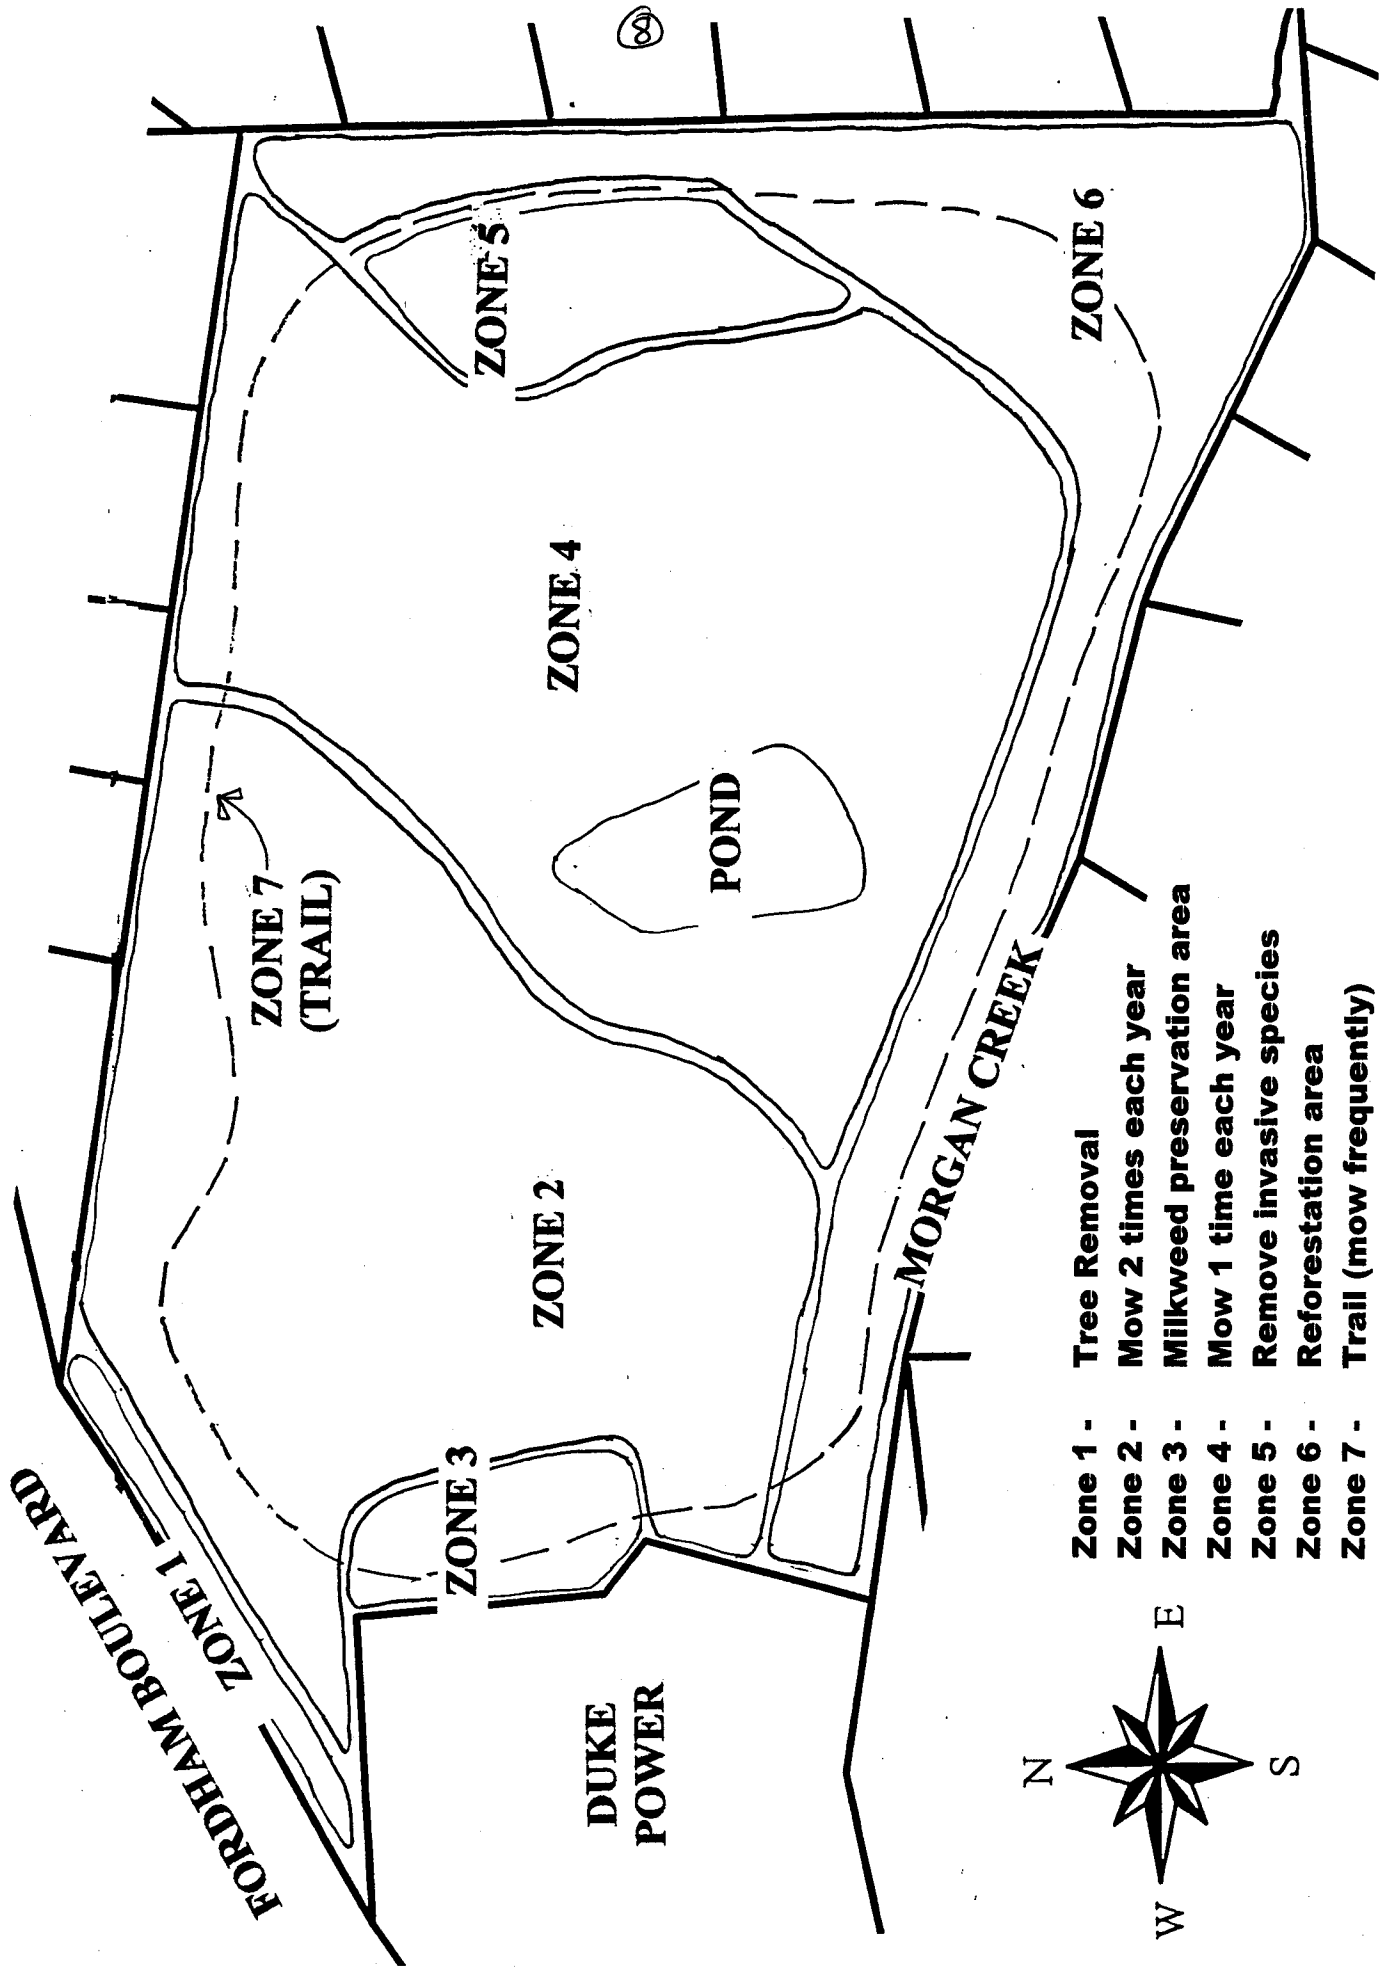 FORDHAM BOULEVARD
ZONE 1
ZONE 7
(TRAIL)
ZONE 5
8
ZONE 3
ZONE 2
ZONE 4
POND
DUKE
POWER
ZONE 6
MORGAN CREEK
N
W
E
S
Zone 1 - Tree Removal
Zone 2 - Mow 2 times each year
Zone 3 - Milkweed preservation area
Zone 4 - Mow 1 time each year
Zone 5 - Remove invasive species
Zone 6 - Reforestation area
Zone 7 - Trail (mow frequently)